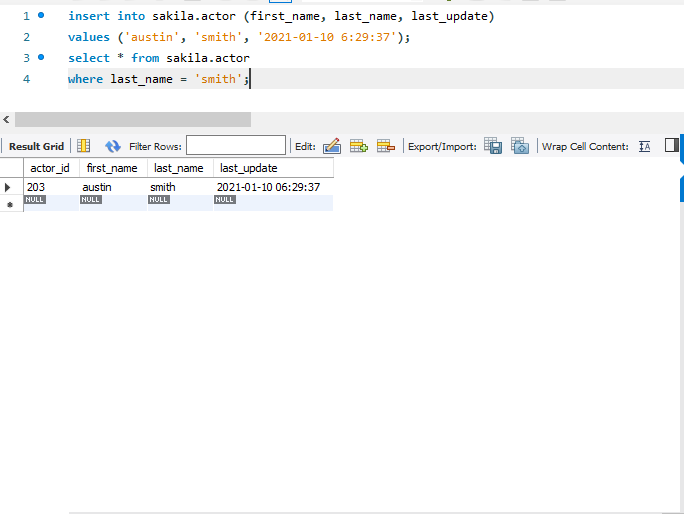 1 insert into sakila.actor (first_name, last_name, last_update)
2 values ('austin', 'smith', '2021-01-10 6:29:37');
3 select * from sakila.actor
4 where last_name = 'smith';
Result Grid Filter Rows: Edit: Export/Import: Wrap Cell Content:
actor_id first_name last_name last_update
203 austin smith 2021-01-10 06:29:37
NULL NULL NULL NULL